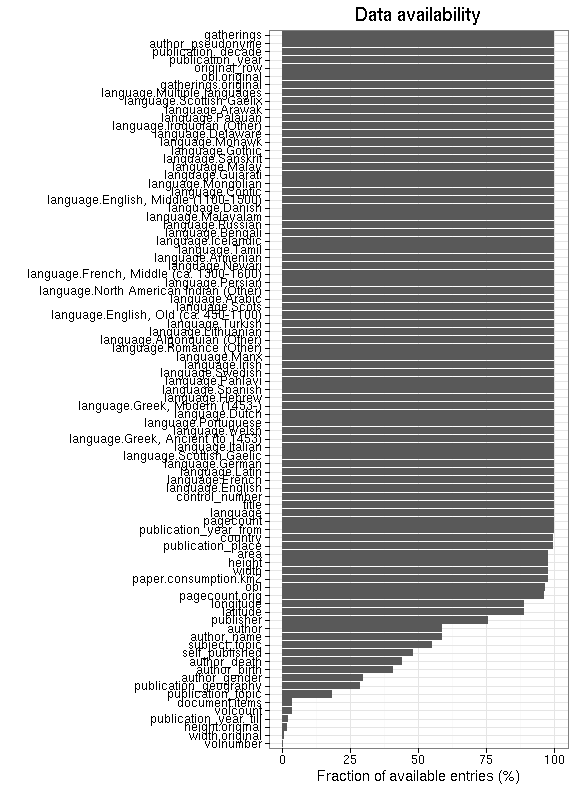 Data availability
gatherings
author_pseudonyme
publication_decade
publication_year
original_row
obl.original
gatherings.original
language.Multiple languages
language.Scottish Gaelix
language.Arawak
language.Palauan
language.Iroquoian (Other)
language.Delaware
language.Mohawk
language.Gothic
language.Sanskrit
language.Malay
language.Gujarati
language.Mongolian
language.Coptic
language.English, Middle (1100-1500)
language.Danish
language.Malayalam
language.Russian
language.Bengali
language.Icelandic
language.Tamil
language.Armenian
language.Newari
language.French, Middle (ca. 1300-1600)
language.Persian
language.North American Indian (Other)
language.Arabic
language.Scots
language.English, Old (ca. 450-1100)
language.Turkish
language.Lithuanian
language.Algonquian (Other)
language.Romance (Other)
language.Manx
language.Irish
language.Swedish
language.Pahlavi
language.Spanish
language.Hebrew
language.Greek, Modern (1453-)
language.Dutch
language.Portuguese
language.Welsh
language.Greek, Ancient (to 1453)
language.Italian
language.Scottish Gaelic
language.German
language.Latin
language.French
language.English
control_number
title
language
pagecount
publication_year_from
country
publication_place
area
height
width
paper.consumption.km2
obl
pagecount.orig
longitude
latitude
publisher
author
author_name
subject_topic
self_published
author_death
author_birth
author_gender
publication_geography
publication_topic
document.items
volcount
publication_year_till
height.original
width.original
volnumber
0 25 50 75 100
Fraction of available entries (%)